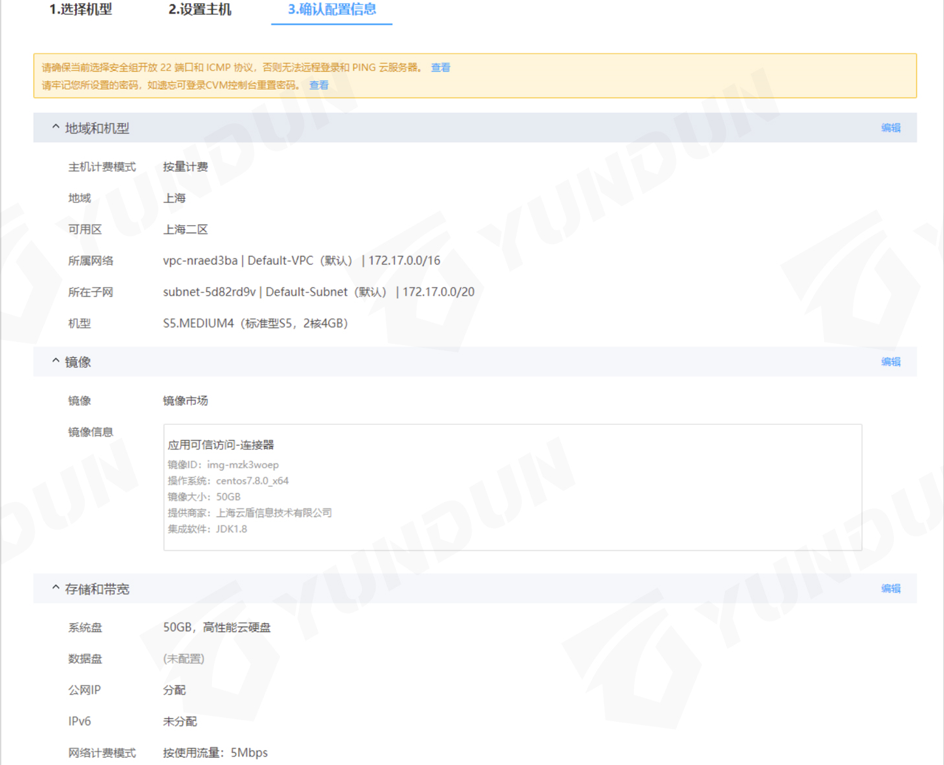 1.选择机型 2.设置主机 3.确认配置信息
请确保当前选择安全组开放 22 端口和 ICMP 协议，否则无法远程登录和 PING 云服务器。 查看
请牢记您所设置的密码，如遗忘可登录CVM控制台重置密码。 查看
地域和机型 编辑
主机计费模式 按量计费
地域 上海
可用区 上海二区
所属网络 vpc-nraed3ba | Default-VPC（默认） | 172.17.0.0/16
所在子网 subnet-5d82rd9v | Default-Subnet（默认） | 172.17.0.0/20
机型 S5.MEDIUM4（标准型S5，2核4GB）
镜像 编辑
镜像 镜像市场
镜像信息 应用可信访问-连接器
镜像ID：img-mzk3woep
操作系统：centos7.8.0_x64
镜像大小：50GB
提供商家：上海云盾信息技术有限公司
集成软件：JDK1.8
存储和带宽 编辑
系统盘 50GB，高性能云硬盘
数据盘 (未配置)
公网IP 分配
IPv6 未分配
网络计费模式 按使用流量：5Mbps
YUNDUN
YUNDUN
YUNDUN
YUNDUN
YUNDUN